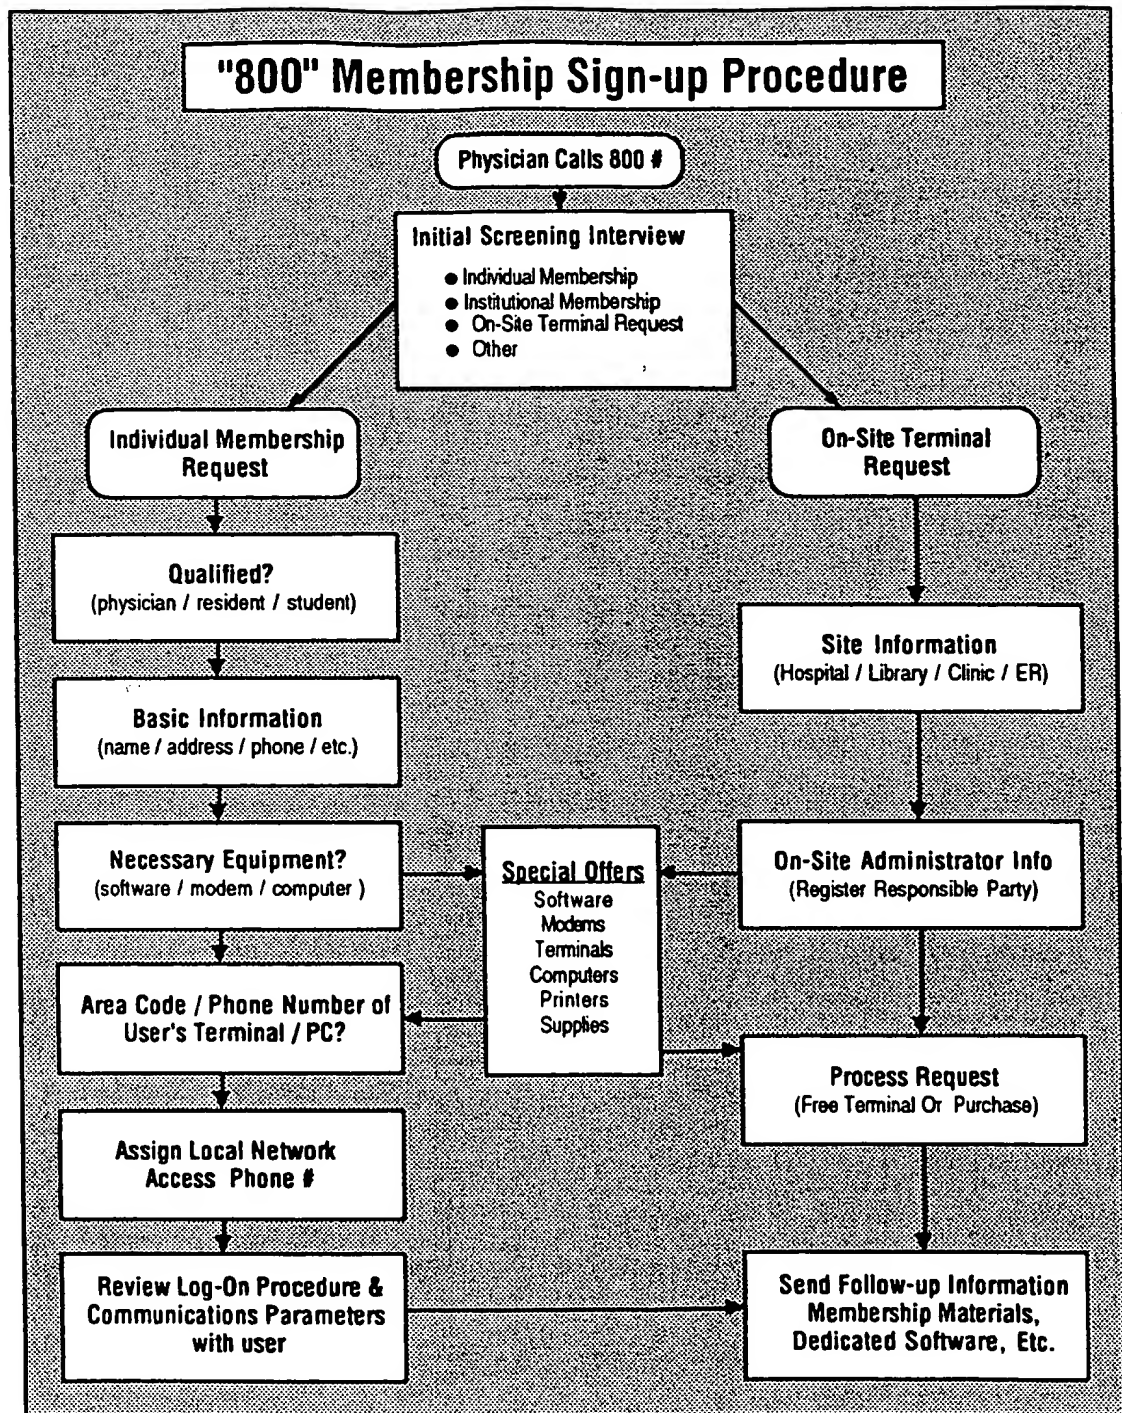 "800" Membership Sign-up Procedure
Physician Calls 800 #
Initial Screening Interview
● Individual Membership
● Institutional Membership
● On-Site Terminal Request
● Other
Individual Membership
Request
On-Site Terminal
Request
Qualified?
(physician / resident / student)
Site Information
(Hospital / Library / Clinic / ER)
Basic Information
(name / address / phone / etc.)
Necessary Equipment?
(software / modem / computer )
Special Offers
Software
Modems
Terminals
Computers
Printers
Supplies
On-Site Administrator Info
(Register Responsible Party)
Area Code / Phone Number of
User's Terminal / PC?
Process Request
(Free Terminal Or Purchase)
Assign Local Network
Access Phone #
Review Log-On Procedure &
Communications Parameters
with user
Send Follow-up Information
Membership Materials,
Dedicated Software, Etc.